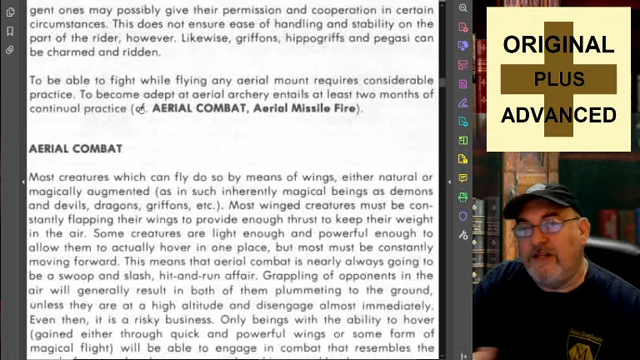 gent ones may possibly give their permission and cooperation in certain
circumstances. This does not ensure ease of handling and stability on the
part of the rider, however. Likewise, griffons, hippogriffs and pegasi can
be charmed and ridden.
To be able to fight while flying any aerial mount requires considerable
practice. To become adept at aerial archery entails at least two months of
continual practice (cf. AERIAL COMBAT, Aerial Missile Fire).
AERIAL COMBAT
Most creatures which can fly do so by means of wings, either natural or
magically augmented (as in such inherently magical beings as demons
and devils, dragons, griffons, etc.). Most winged creatures must be con-
stantly flapping their wings to provide enough thrust to keep their weight
in the air. Some creatures are light enough and powerful enough to
allow them to actually hover in one place, but most must be constantly
moving forward. This means that aerial combat is nearly always going to
be a swoop and slash, hit-and-run affair. Grappling of opponents in the
air will generally result in both of them plummeting to the ground,
unless they are at a high altitude and disengage almost immediately.
Even then, it is a risky business. Only beings with the ability to hover
(gained either through quick and powerful wings or some form of
magical flight) will be able to engage in combat that resembles the
ORIGINAL
PLUS
ADVANCED